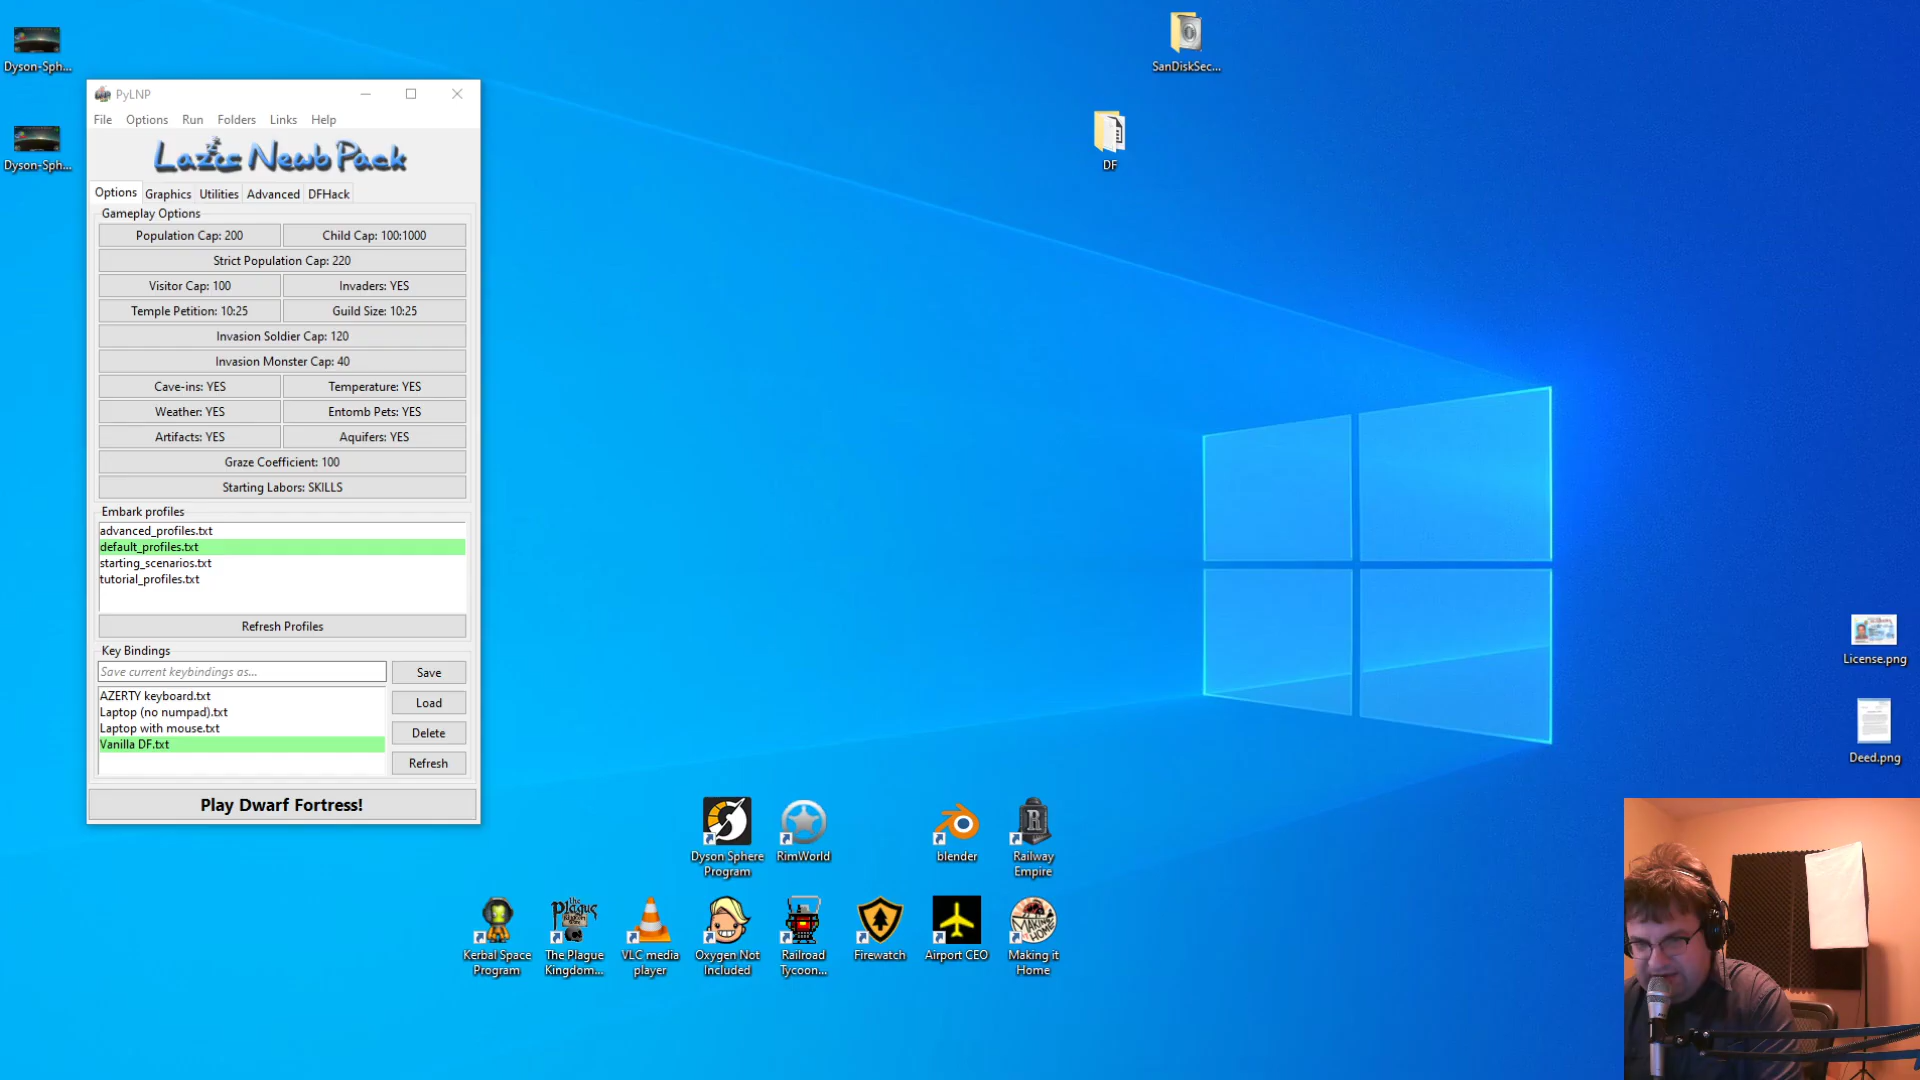 Dyson-Sph...
Dyson-Sph...
SanDiskSec...
DF
PyLNP
File Options Run Folders Links Help
Lazy Newb Pack
Options Graphics Utilities Advanced DFHack
Gameplay Options
Population Cap: 200 Child Cap: 100:1000
Strict Population Cap: 220
Visitor Cap: 100 Invaders: YES
Temple Petition: 10:25 Guild Size: 10:25
Invasion Soldier Cap: 120
Invasion Monster Cap: 40
Cave-ins: YES Temperature: YES
Weather: YES Entomb Pets: YES
Artifacts: YES Aquifers: YES
Graze Coefficient: 100
Starting Labors: SKILLS
Embark profiles
advanced_profiles.txt
default_profiles.txt
starting_scenarios.txt
tutorial_profiles.txt
Refresh Profiles
Key Bindings
Save current keybindings as... Save
AZERTY keyboard.txt
Laptop (no numpad).txt
Laptop with mouse.txt
Vanilla DF.txt
Load
Delete
Refresh
Play Dwarf Fortress!
License.png
Deed.png
Dyson Sphere
Program
RimWorld
blender
Railway
Empire
Kerbal Space
Program
The Plague
Kingdom...
VLC media
player
Oxygen Not
Included
Railroad
Tycoon...
Firewatch
Airport CEO
Making it
Home